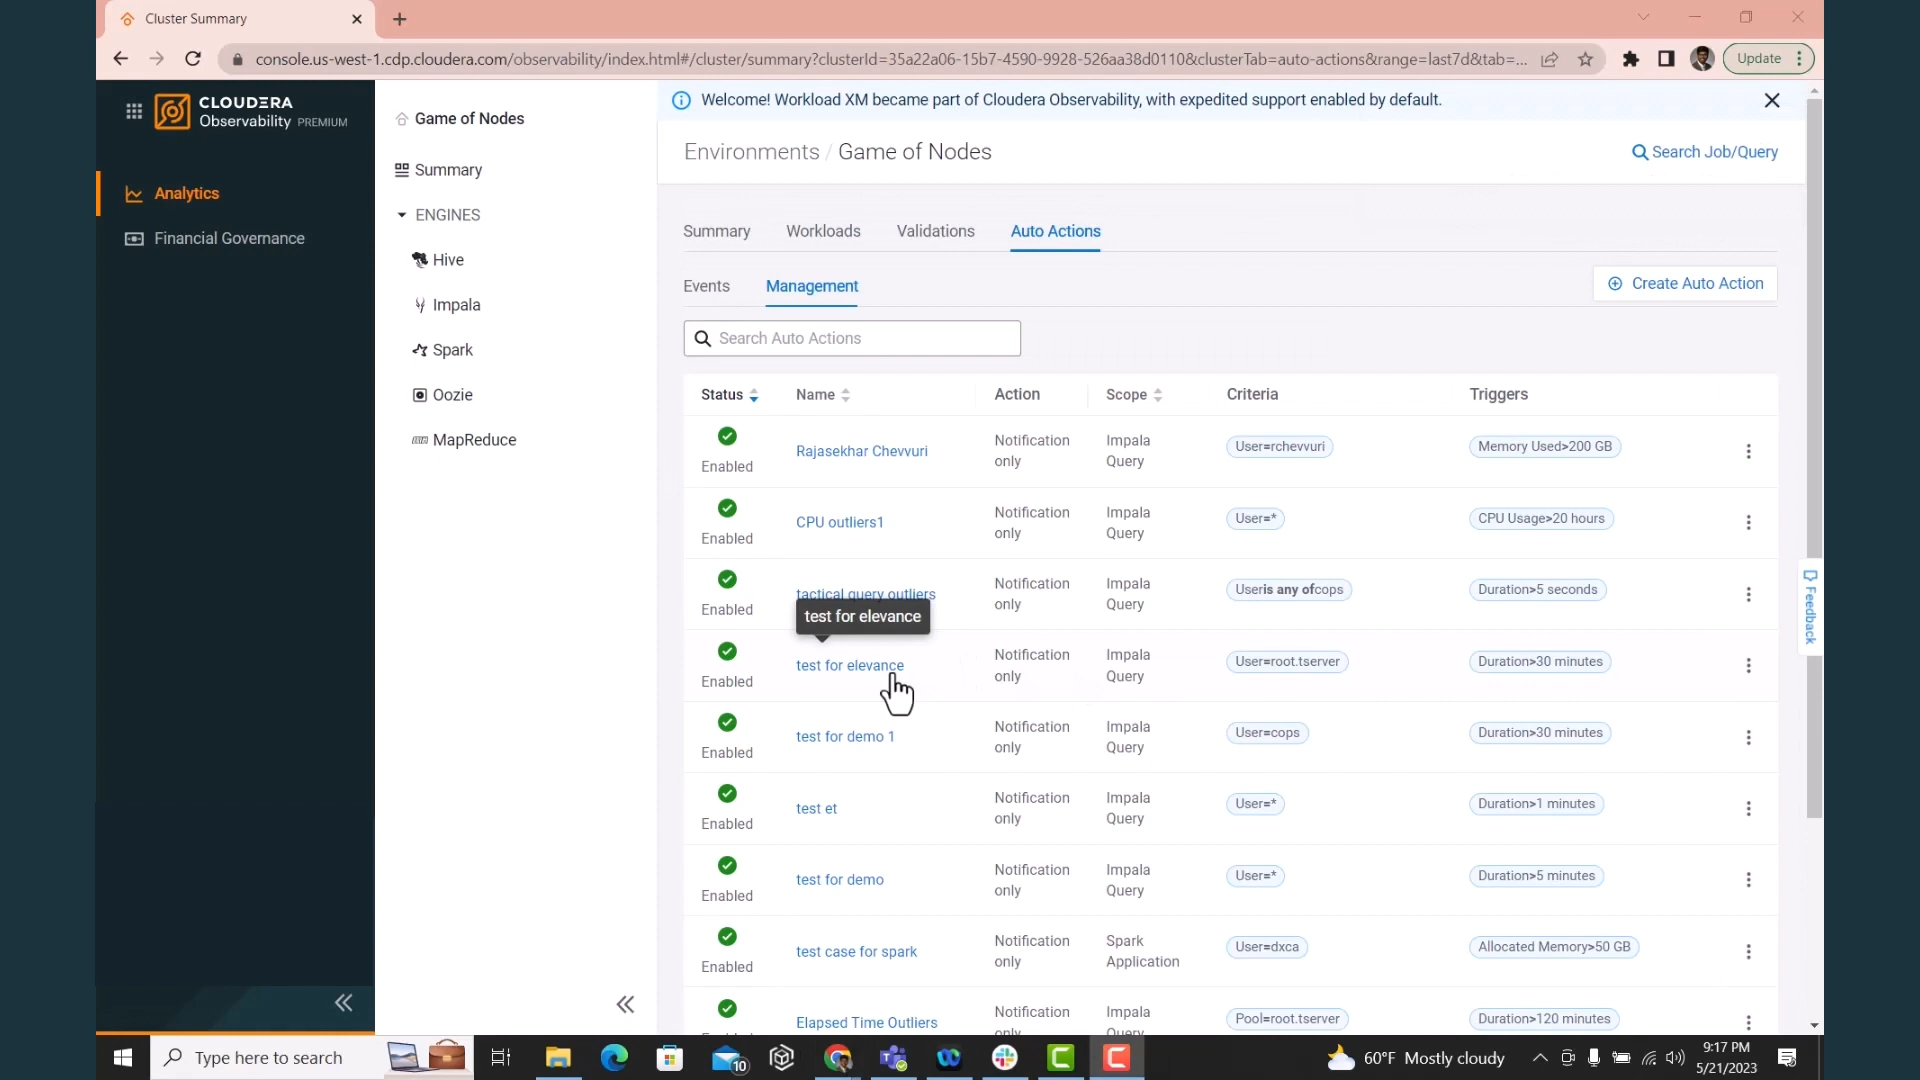 Cluster Summary
console.us-west-1.cdp.cloudera.com/observability/index.html#/cluster/summary?clusterId=35a22a06-15b7-4590-9928-526aa38d0110&clusterTab=auto-actions&range=last7d&tab=...
Update
CLOUDERA
Observability PREMIUM
Analytics
Financial Governance
Game of Nodes
Summary
ENGINES
Hive
Impala
Spark
Oozie
MapReduce
Welcome! Workload XM became part of Cloudera Observability, with expedited support enabled by default.
Environments / Game of Nodes
Search Job/Query
Summary Workloads Validations Auto Actions
Events Management
Create Auto Action
Search Auto Actions
Status Name Action Scope Criteria Triggers
Enabled Rajasekhar Chevvuri Notification only Impala Query User=rchevvuri Memory Used>200 GB
Enabled CPU outliers1 Notification only Impala Query User=* CPU Usage>20 hours
Enabled tactical query outliers Notification only Impala Query Useris any ofcops Duration>5 seconds
test for elevance
Enabled test for elevance Notification only Impala Query User=root.tserver Duration>30 minutes
Enabled test for demo 1 Notification only Impala Query User=cops Duration>30 minutes
Enabled test et Notification only Impala Query User=* Duration>1 minutes
Enabled test for demo Notification only Impala Query User=* Duration>5 minutes
Enabled test case for spark Notification only Spark Application User=dxca Allocated Memory>50 GB
Enabled Elapsed Time Outliers Notification only Impala Query Pool=root.tserver Duration>120 minutes
Feedback
Type here to search
10
60°F Mostly cloudy
9:17 PM
5/21/2023